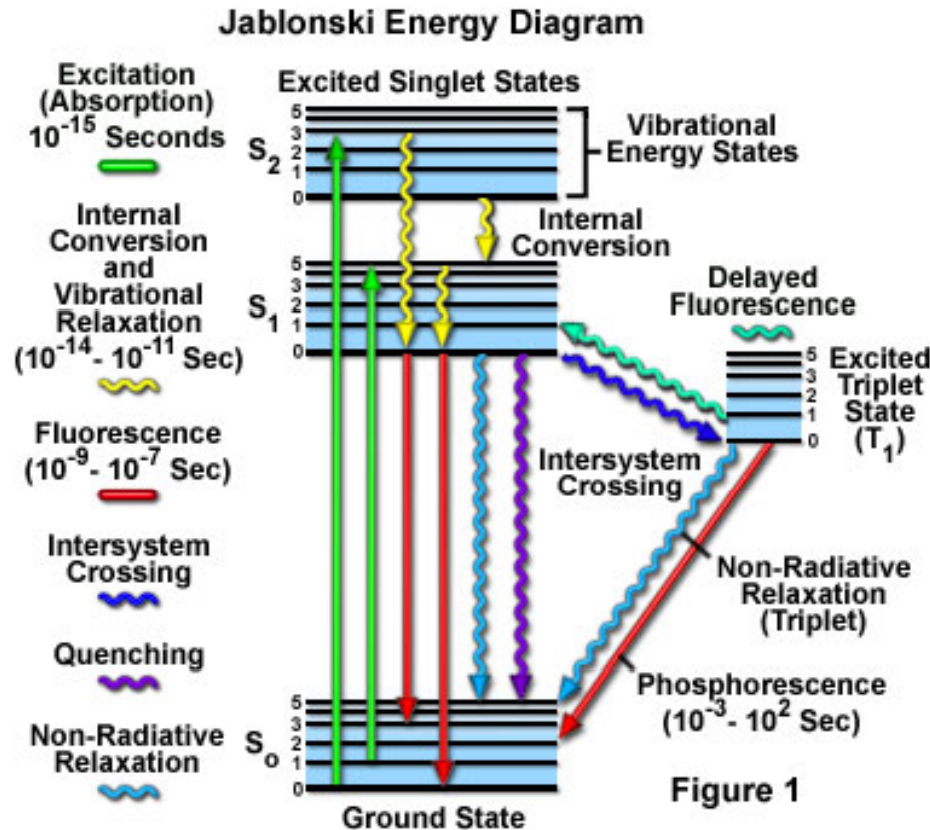 Jablonski Energy Diagram
Excitation
(Absorption)
10⁻¹⁵ Seconds
Internal
Conversion
and
Vibrational
Relaxation
(10⁻¹⁴- 10⁻¹¹ Sec)
Fluorescence
(10⁻⁹- 10⁻⁷ Sec)
Intersystem
Crossing
Quenching
Non-Radiative
Relaxation
Excited Singlet States
S₂
5
3
2
1
0
Vibrational
Energy States
Internal
Conversion
S₁
5
3
2
1
0
Delayed
Fluorescence
5
3
2
1
0
Excited
Triplet
State
(T₁)
Intersystem
Crossing
Non-Radiative
Relaxation
(Triplet)
Phosphorescence
(10⁻³- 10² Sec)
S₀
5
3
2
1
0
Ground State
Figure 1